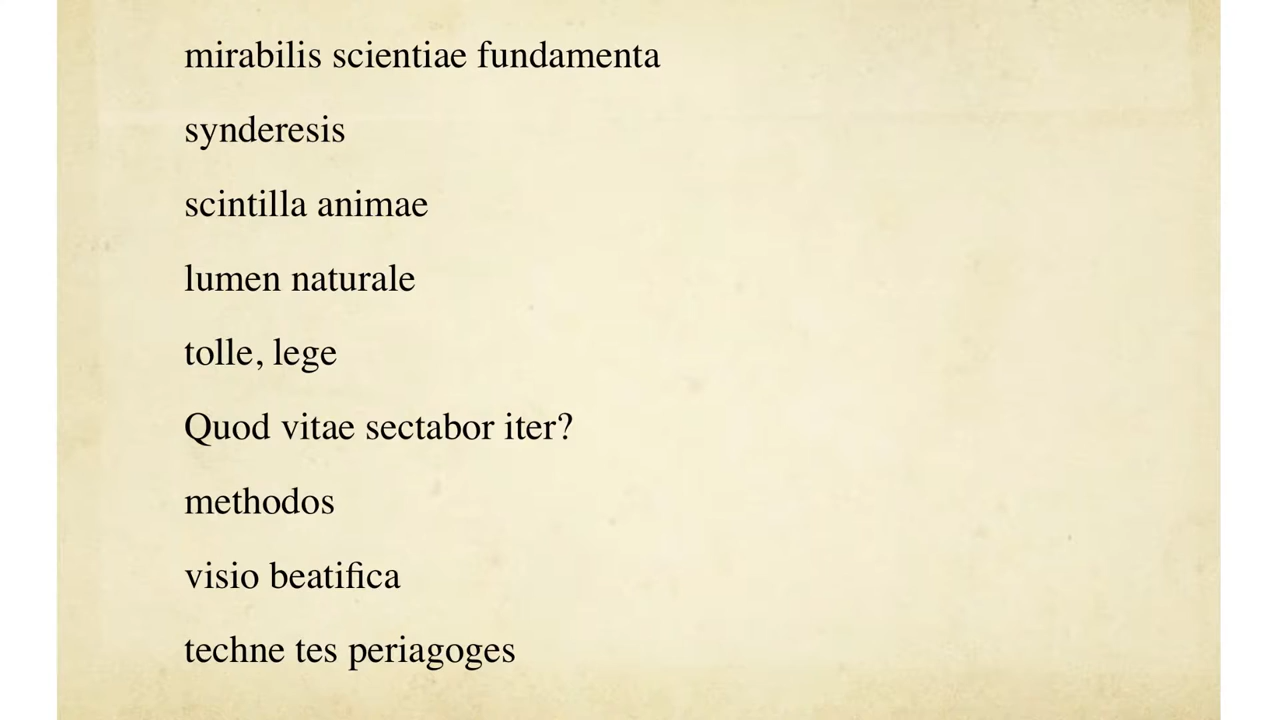 mirabilis scientiae fundamenta
synderesis
scintilla animae
lumen naturale
tolle, lege
Quod vitae sectabor iter?
methodos
visio beatifica
techne tes periagoges